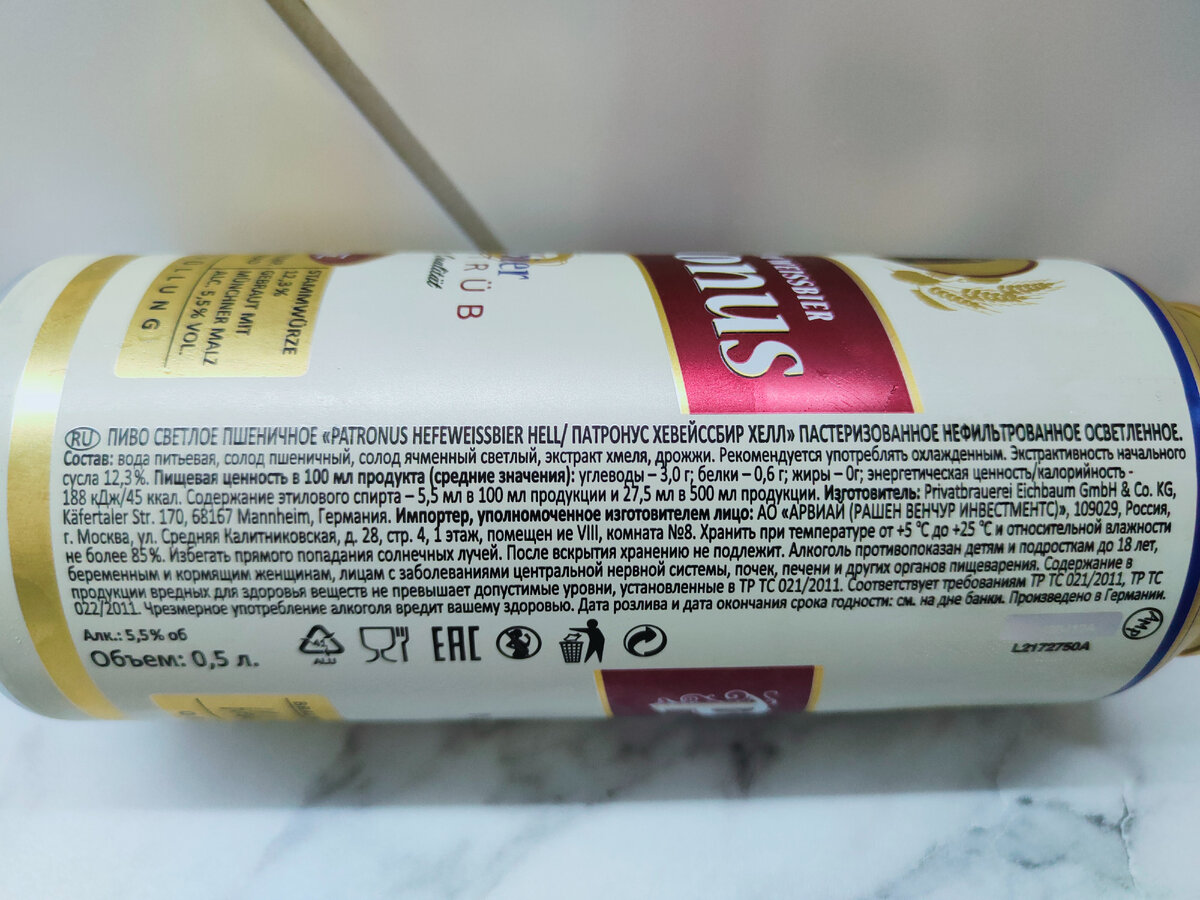 STAMMWÜRZE
12,3%
GEBRAUT MIT
MÜNCHNER MALZ
ALC. 5,5% VOL.
TRÜB
WEISSBIER
onus
RU ПИВО СВЕТЛОЕ ПШЕНИЧНОЕ «PATRONUS HEFEWEISSBIER HELL/ ПАТРОНУС ХЕВЕЙССБИР ХЕЛЛ» ПАСТЕРИЗОВАННОЕ НЕФИЛЬТРОВАННОЕ ОСВЕТЛЕННОЕ.
Состав: вода питьевая, солод пшеничный, солод ячменный светлый, экстракт хмеля, дрожжи. Рекомендуется употреблять охлажденным. Экстрактивность начального
сусла 12,3%. Пищевая ценность в 100 мл продукта (средние значения): углеводы – 3,0 г; белки – 0,6 г; жиры – 0г; энергетическая ценность/калорийность -
188 кДж/45 ккал. Содержание этилового спирта – 5,5 мл в 100 мл продукции и 27,5 мл в 500 мл продукции. Изготовитель: Privatbrauerei Eichbaum GmbH & Co. KG,
Käfertaler Str. 170, 68167 Mannheim, Германия. Импортер, уполномоченное изготовителем лицо: АО «АРВИАЙ (РАШЕН ВЕНЧУР ИНВЕСТМЕНТС)», 109029, Россия,
г. Москва, ул. Средняя Калитниковская, д. 28, стр. 4, 1 этаж, помещен ие VIII, комната №8. Хранить при температуре от +5 °С до +25 °С и относительной влажности
не более 85%. Избегать прямого попадания солнечных лучей. После вскрытия хранению не подлежит. Алкоголь противопоказан детям и подросткам до 18 лет,
беременным и кормящим женщинам, лицам с заболеваниями центральной нервной системы, почек, печени и других органов пищеварения. Содержание в
продукции вредных для здоровья веществ не превышает допустимые уровни, установленные в ТР ТС 021/2011. Соответствует требованиям ТР ТС 021/2011, ТР ТС
022/2011. Чрезмерное употребление алкоголя вредит вашему здоровью. Дата розлива и дата окончания срока годности: см. на дне банки. Произведено в Германии.
Алк.: 5,5% об
Объем: 0,5 л.
41
ALU
EAC
L2172750A